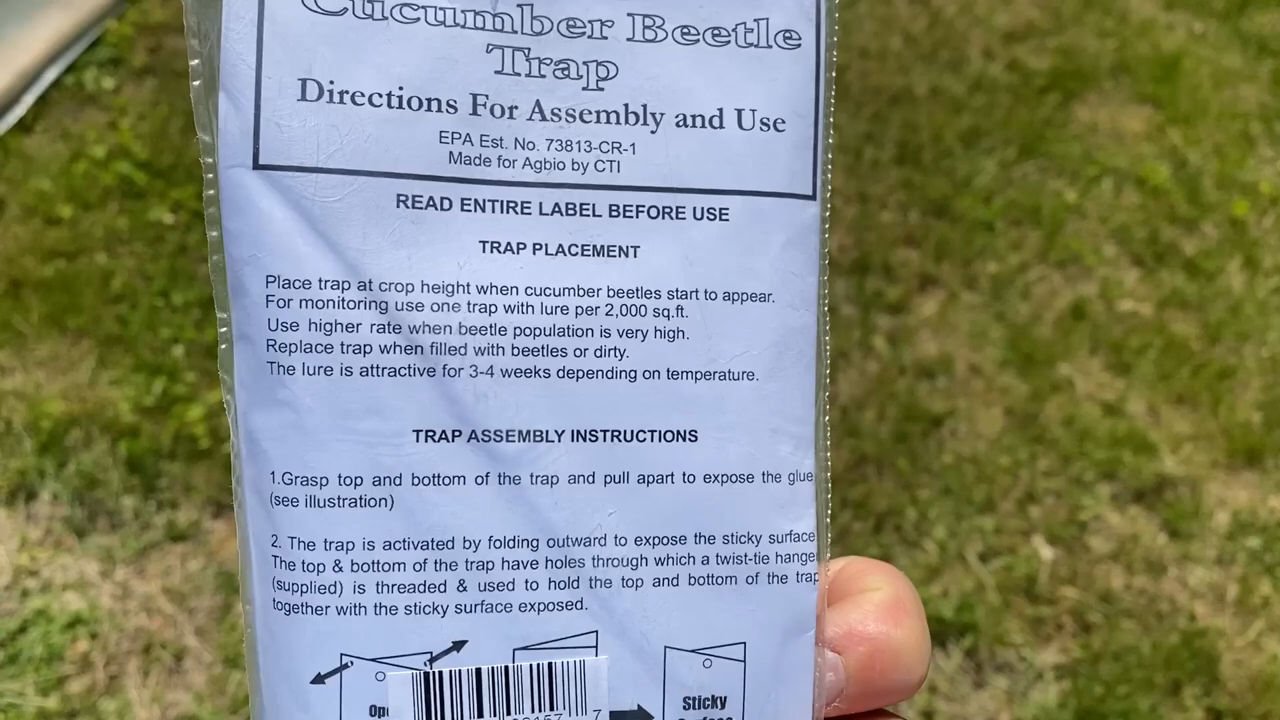 Cucumber Beetle
Trap
Directions For Assembly and Use
EPA Est. No. 73813-CR-1
Made for Agbio by CTI
READ ENTIRE LABEL BEFORE USE
TRAP PLACEMENT
Place trap at crop height when cucumber beetles start to appear.
For monitoring use one trap with lure per 2,000 sq.ft.
Use higher rate when beetle population is very high.
Replace trap when filled with beetles or dirty.
The lure is attractive for 3-4 weeks depending on temperature.
TRAP ASSEMBLY INSTRUCTIONS
1.Grasp top and bottom of the trap and pull apart to expose the glue
(see illustration)
2. The trap is activated by folding outward to expose the sticky surface
The top & bottom of the trap have holes through which a twist-tie hange
(supplied) is threaded & used to hold the top and bottom of the trap
together with the sticky surface exposed.
Sticky